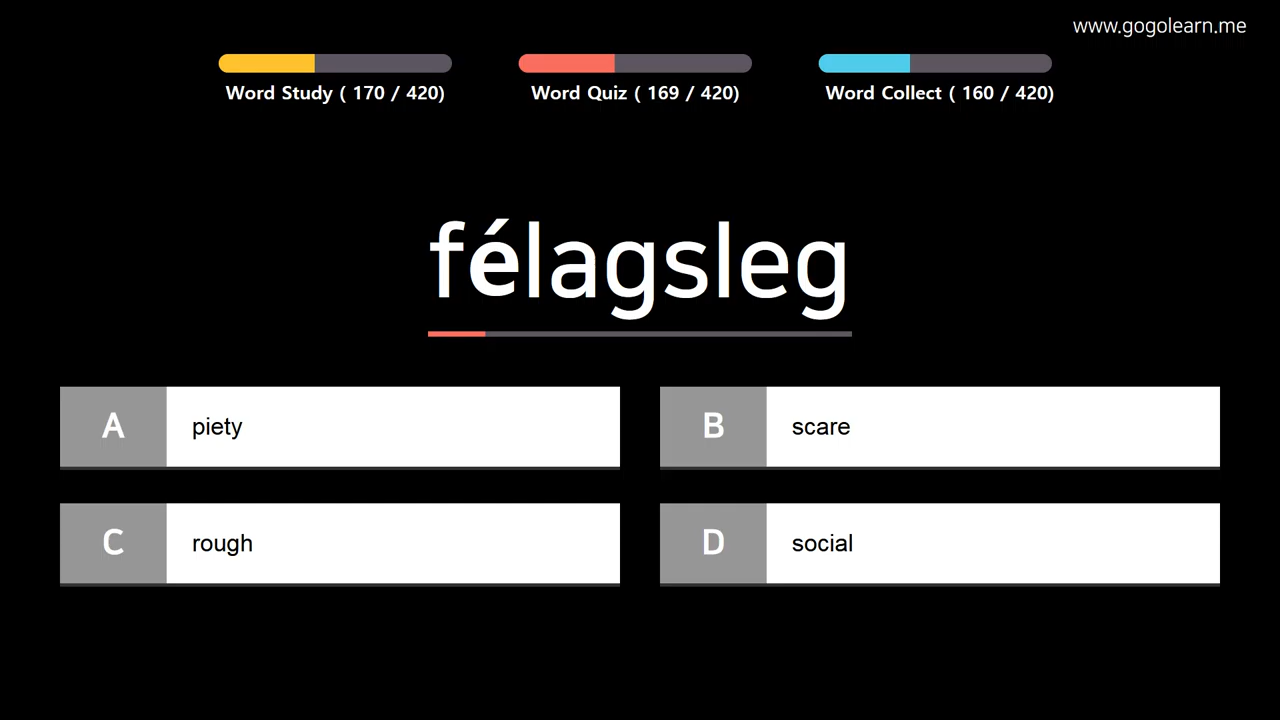 www.gogolearn.me
Word Study ( 170 / 420)
Word Quiz ( 169 / 420)
Word Collect ( 160 / 420)
félagsleg
A piety
B scare
C rough
D social